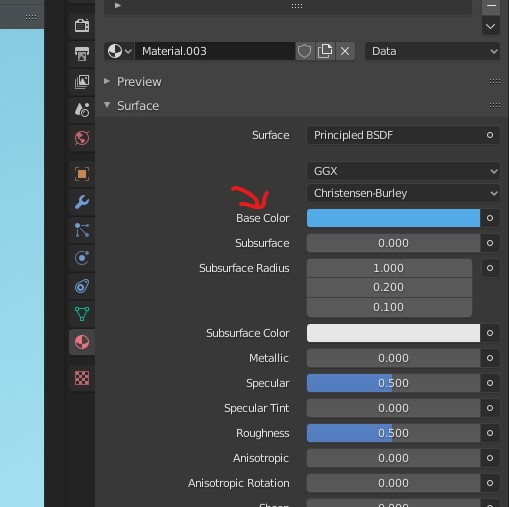 Material.003
Data
Preview
Surface
Surface Principled BSDF
GGX
Christensen-Burley
Base Color
Subsurface 0.000
Subsurface Radius 1.000
0.200
0.100
Subsurface Color
Metallic 0.000
Specular 0.500
Specular Tint 0.000
Roughness 0.500
Anisotropic 0.000
Anisotropic Rotation 0.000